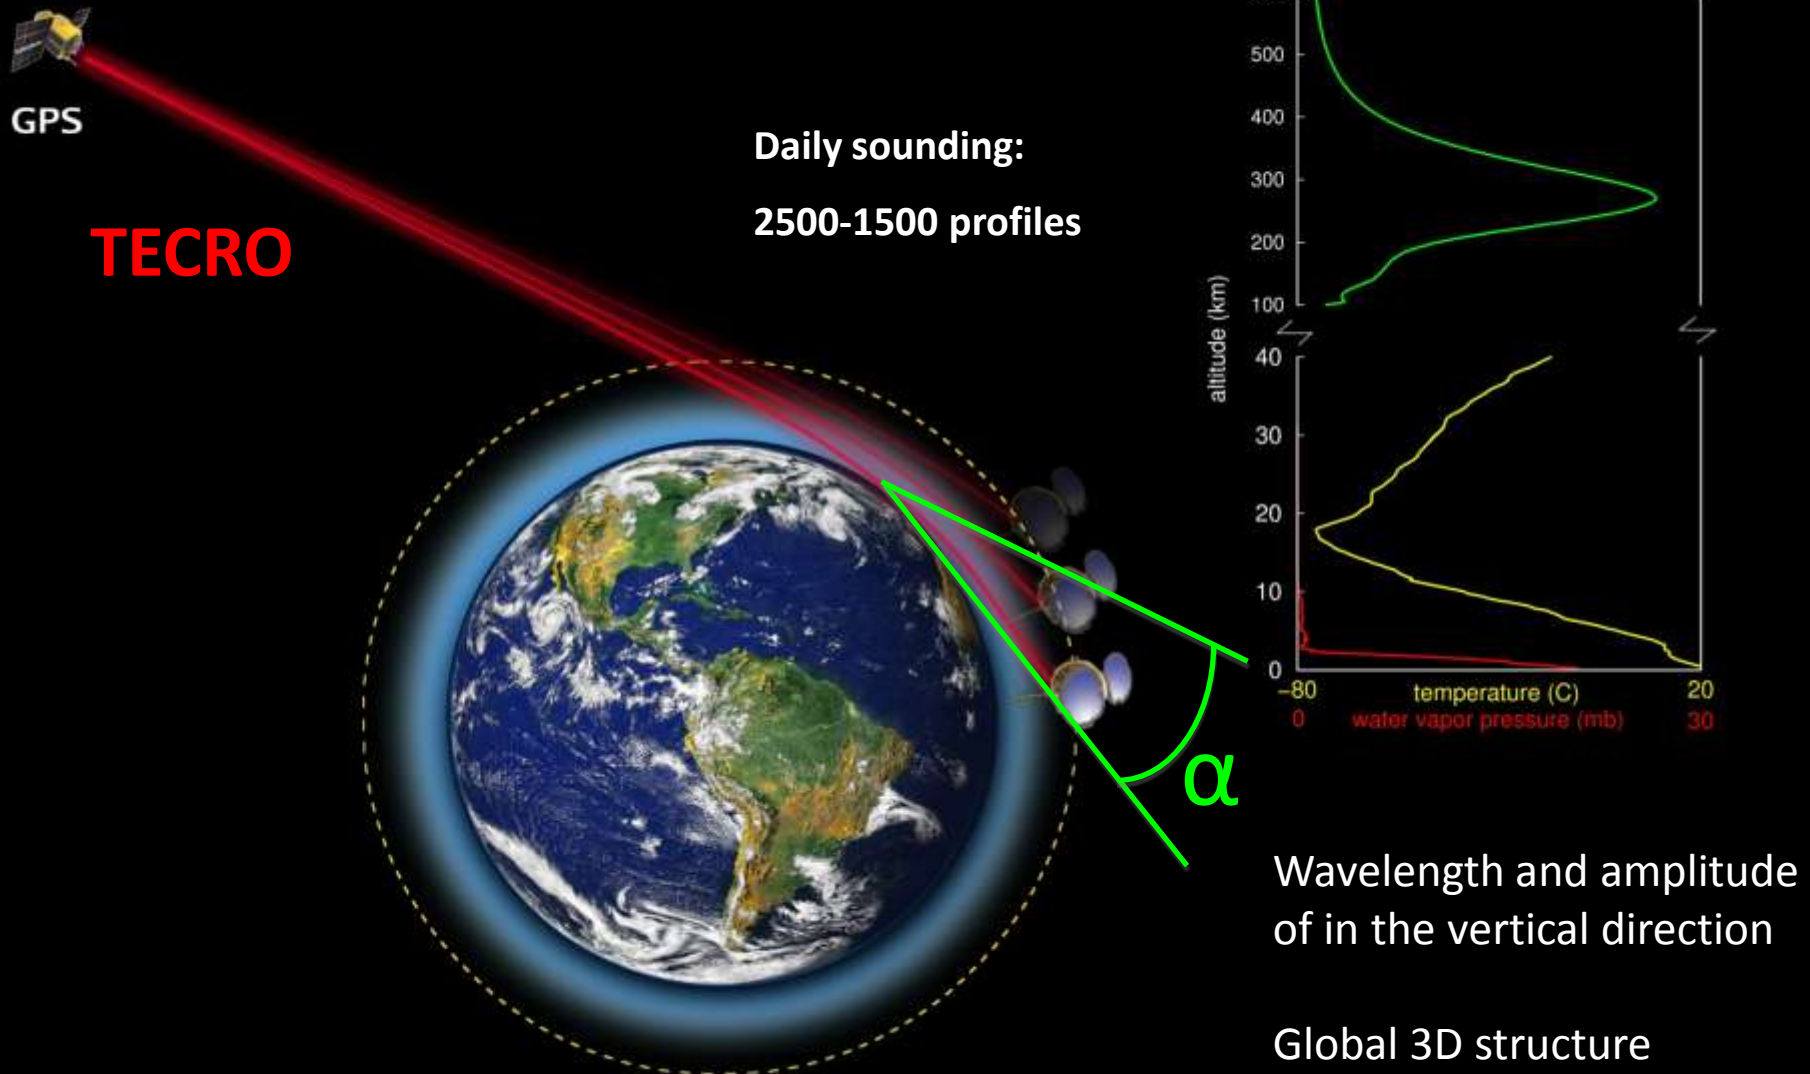 GPS
TECRO
Daily sounding:
2500-1500 profiles
500
400
300
200
100
altitude (km)
40
30
20
10
0
−80 temperature (C) 20
0 water vapor pressure (mb) 30
α
Wavelength and amplitude
of in the vertical direction
Global 3D structure